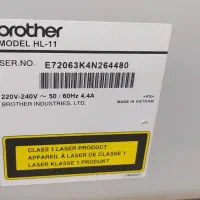 brother
MODEL HL-11
SER.NO. E72063K4N264480
220V-240V ~ 50 / 60Hz 4.4A
BROTHER INDUSTRIES, LTD.
MADE IN VIETNAM
CLASS 1 LASER PRODUCT
APPAREIL À LASER DE CLASSE 1
LASER KLASSE 1 PRODUKT